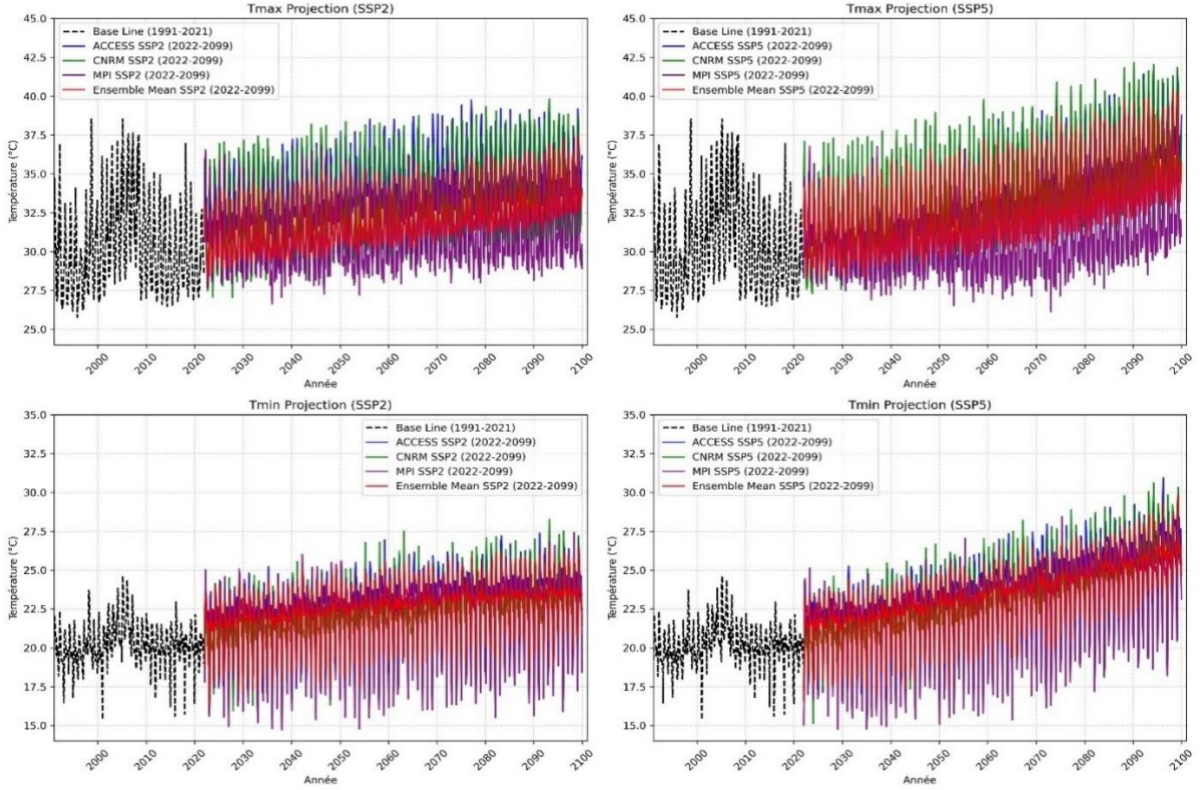 Tmax Projection (SSP2)
45.0
42.5
40.0
37.5
35.0
32.5
30.0
27.5
25.0
Température (°C)
Base Line (1991-2021)
ACCESS SSP2 (2022-2099)
CNRM SSP2 (2022-2099)
MPI SSP2 (2022-2099)
Ensemble Mean SSP2 (2022-2099)
2000 2010 2020 2030 2040 2050 2060 2070 2080 2090 2100
Année
Tmax Projection (SSP5)
45.0
42.5
40.0
37.5
35.0
32.5
30.0
27.5
25.0
Température (°C)
Base Line (1991-2021)
ACCESS SSP5 (2022-2099)
CNRM SSP5 (2022-2099)
MPI SSP5 (2022-2099)
Ensemble Mean SSP5 (2022-2099)
2000 2010 2020 2030 2040 2050 2060 2070 2080 2090 2100
Année
Tmin Projection (SSP2)
35.0
32.5
30.0
27.5
25.0
22.5
20.0
17.5
15.0
Température (°C)
Base Line (1991-2021)
ACCESS SSP2 (2022-2099)
CNRM SSP2 (2022-2099)
MPI SSP2 (2022-2099)
Ensemble Mean SSP2 (2022-2099)
2000 2010 2020 2030 2040 2050 2060 2070 2080 2090 2100
Année
Tmin Projection (SSP5)
35.0
32.5
30.0
27.5
25.0
22.5
20.0
17.5
15.0
Température (°C)
Base Line (1991-2021)
ACCESS SSP5 (2022-2099)
CNRM SSP5 (2022-2099)
MPI SSP5 (2022-2099)
Ensemble Mean SSP5 (2022-2099)
2000 2010 2020 2030 2040 2050 2060 2070 2080 2090 2100
Année